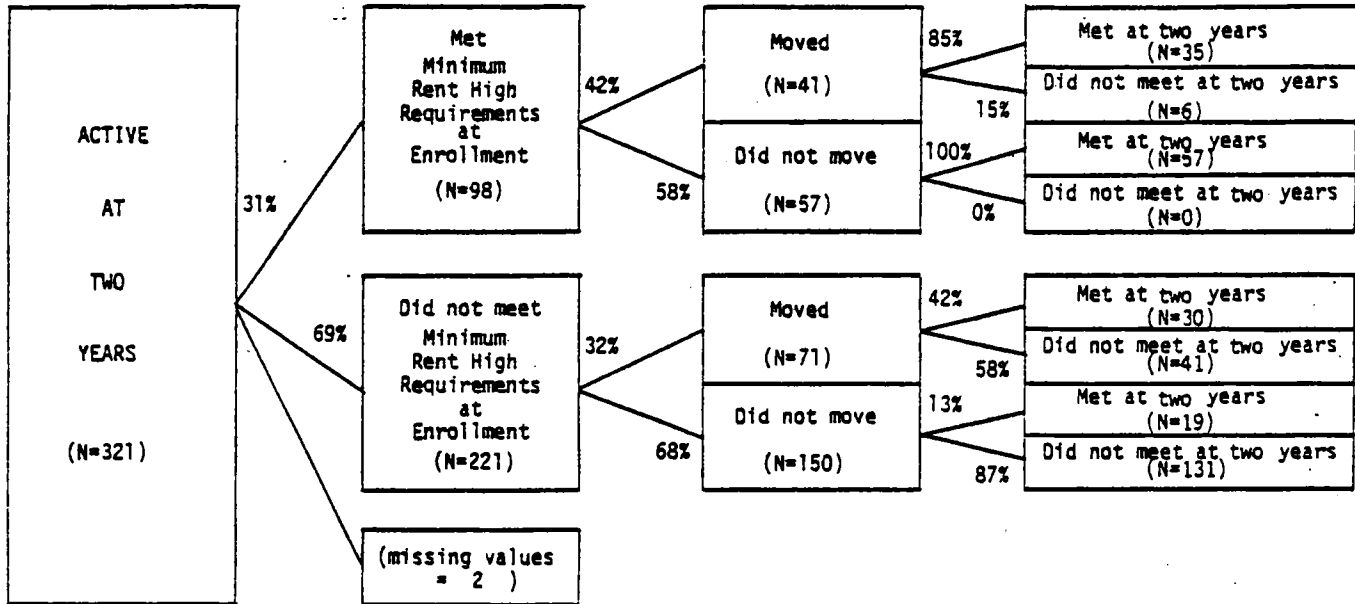 ACTIVE
AT
TWO
YEARS
(N=321)
31%
69%
Met
Minimum
Rent High
Requirements
at
Enrollment
(N=98)
42%
58%
Moved
(N=41)
Did not move
(N=57)
85%
15%
100%
0%
Met at two years
(N=35)
Did not meet at two years
(N=6)
Met at two years
(N=57)
Did not meet at two years
(N=0)
Did not meet
Minimum
Rent High
Requirements
at
Enrollment
(N=221)
32%
68%
Moved
(N=71)
Did not move
(N=150)
42%
58%
13%
87%
Met at two years
(N=30)
Did not meet at two years
(N=41)
Met at two years
(N=19)
Did not meet at two years
(N=131)
(missing values
= 2 )